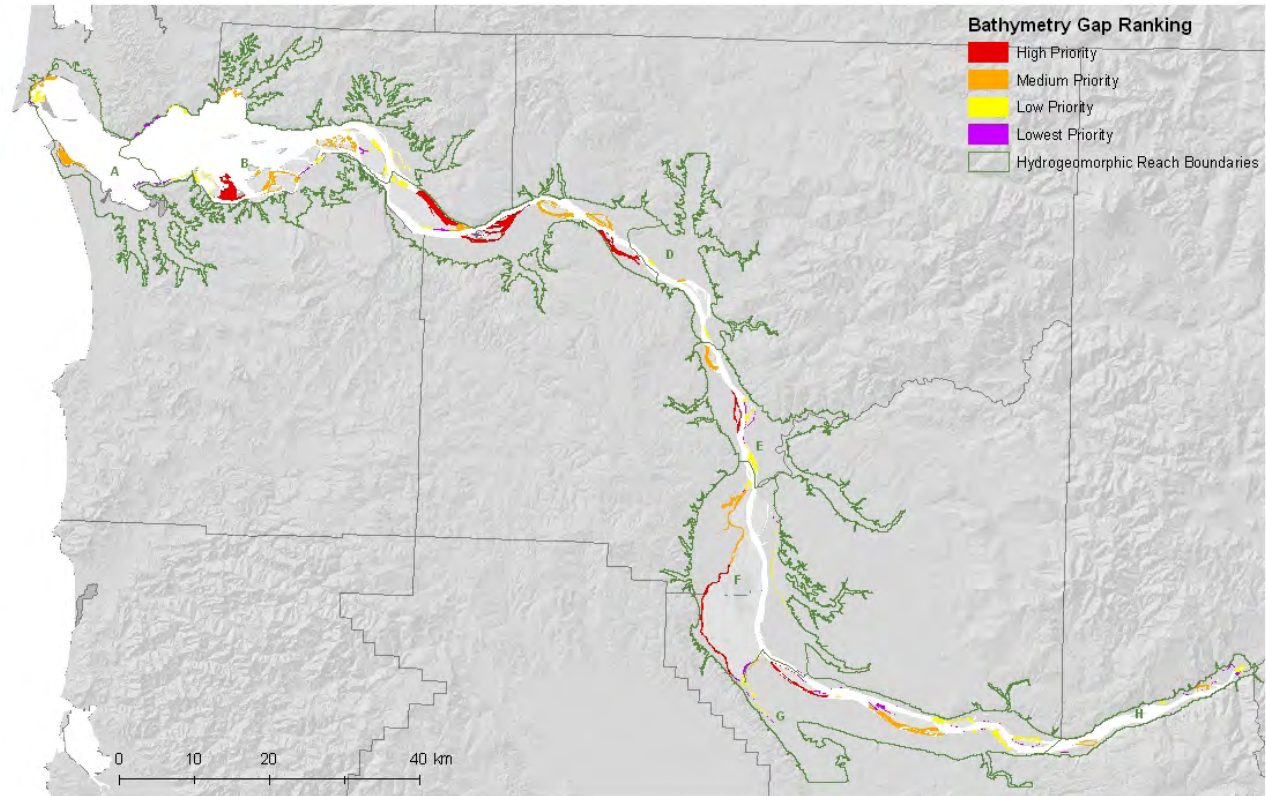 Bathymetry Gap Ranking
High Priority
Medium Priority
Low Priority
Lowest Priority
Hydrogeomorphic Reach Boundaries
A
B
D
E
F
G
H
0 10 20 40 km